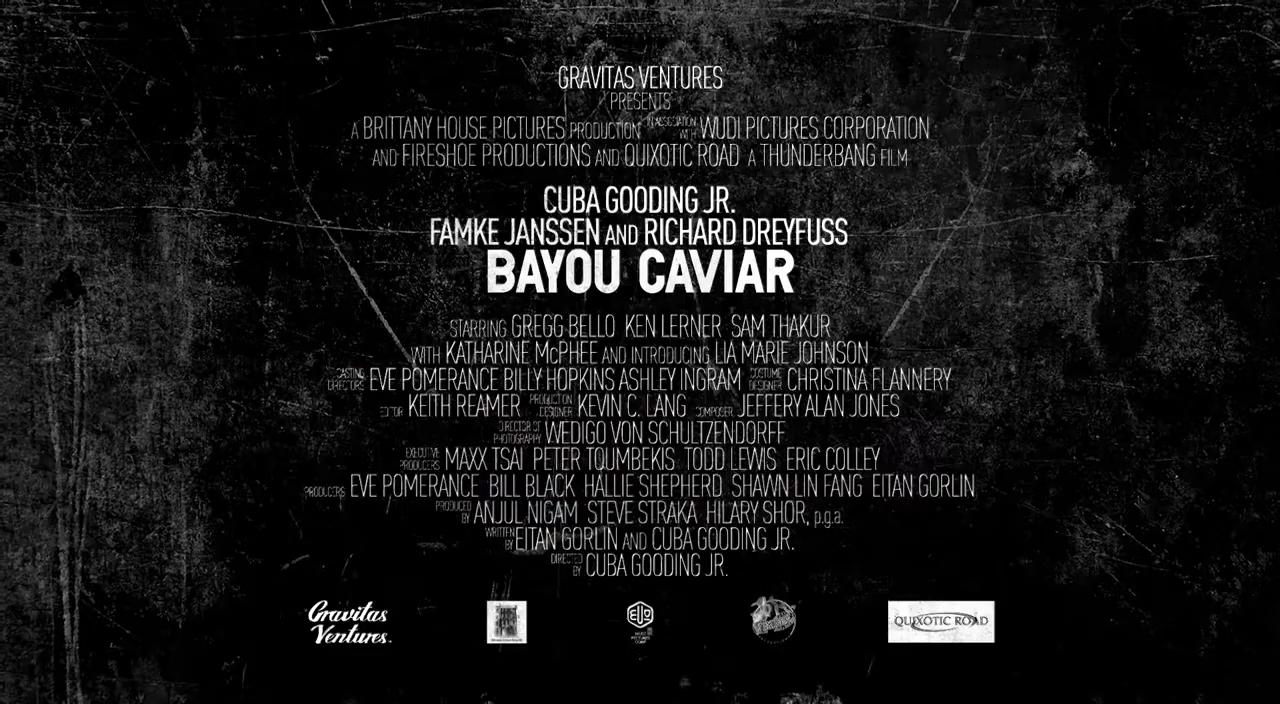 GRAVITAS VENTURES
PRESENTS
A BRITTANY HOUSE PICTURES PRODUCTION IN ASSOCIATION WITH WUDI PICTURES CORPORATION
AND FIRESHOE PRODUCTIONS AND QUIXOTIC ROAD A THUNDERBANG FILM
CUBA GOODING JR.
FAMKE JANSSEN AND RICHARD DREYFUSS
BAYOU CAVIAR
STARRING GREGG BELLO KEN LERNER SAM THAKUR
WITH KATHARINE McPHEE AND INTRODUCING LIA MARIE JOHNSON
CASTING DIRECTORS EVE POMERANCE BILLY HOPKINS ASHLEY INGRAM COSTUME DESIGNER CHRISTINA FLANNERY
EDITOR KEITH REAMER PRODUCTION DESIGNER KEVIN C. LANG COMPOSER JEFFERY ALAN JONES
DIRECTOR OF PHOTOGRAPHY WEDIGO VON SCHULTZENDORFF
EXECUTIVE PRODUCERS MAXX TSAI PETER TOUMBEKIS TODD LEWIS ERIC COLLEY
PRODUCERS EVE POMERANCE BILL BLACK HALLIE SHEPHERD SHAWN LIN FANG EITAN GORLIN
PRODUCED BY ANJUL NIGAM STEVE STRAKA HILARY SHOR, p.g.a.
WRITTEN BY EITAN GORLIN AND CUBA GOODING JR.
DIRECTED BY CUBA GOODING JR.
Gravitas Ventures.
QUIXOTIC ROAD